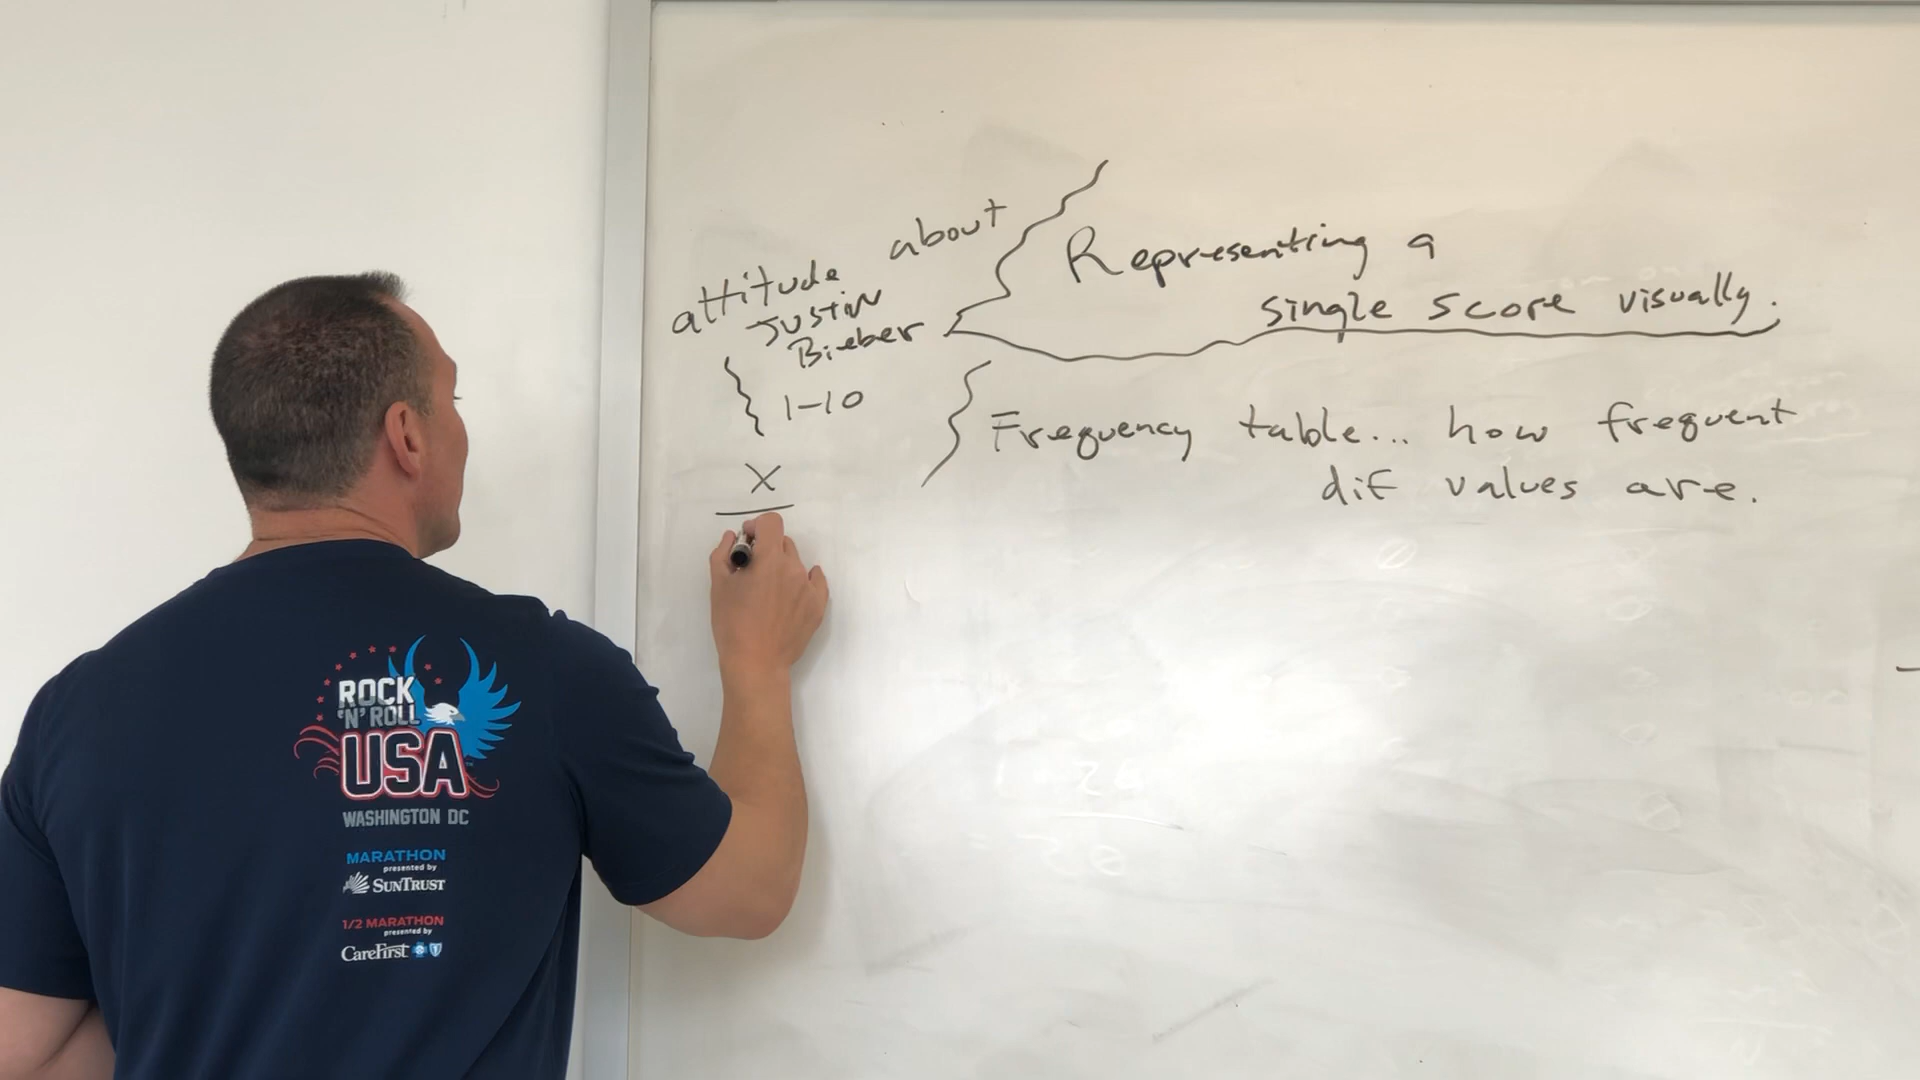 about
attitude
Justin
Bieber
1-10
X
Representing a
single score visually.
Frequency table... how frequent
dif values are.
ROCK
'N' ROLL
USA
WASHINGTON DC
MARATHON
presented by
SUNTRUST
1/2 MARATHON
presented by
CareFirst